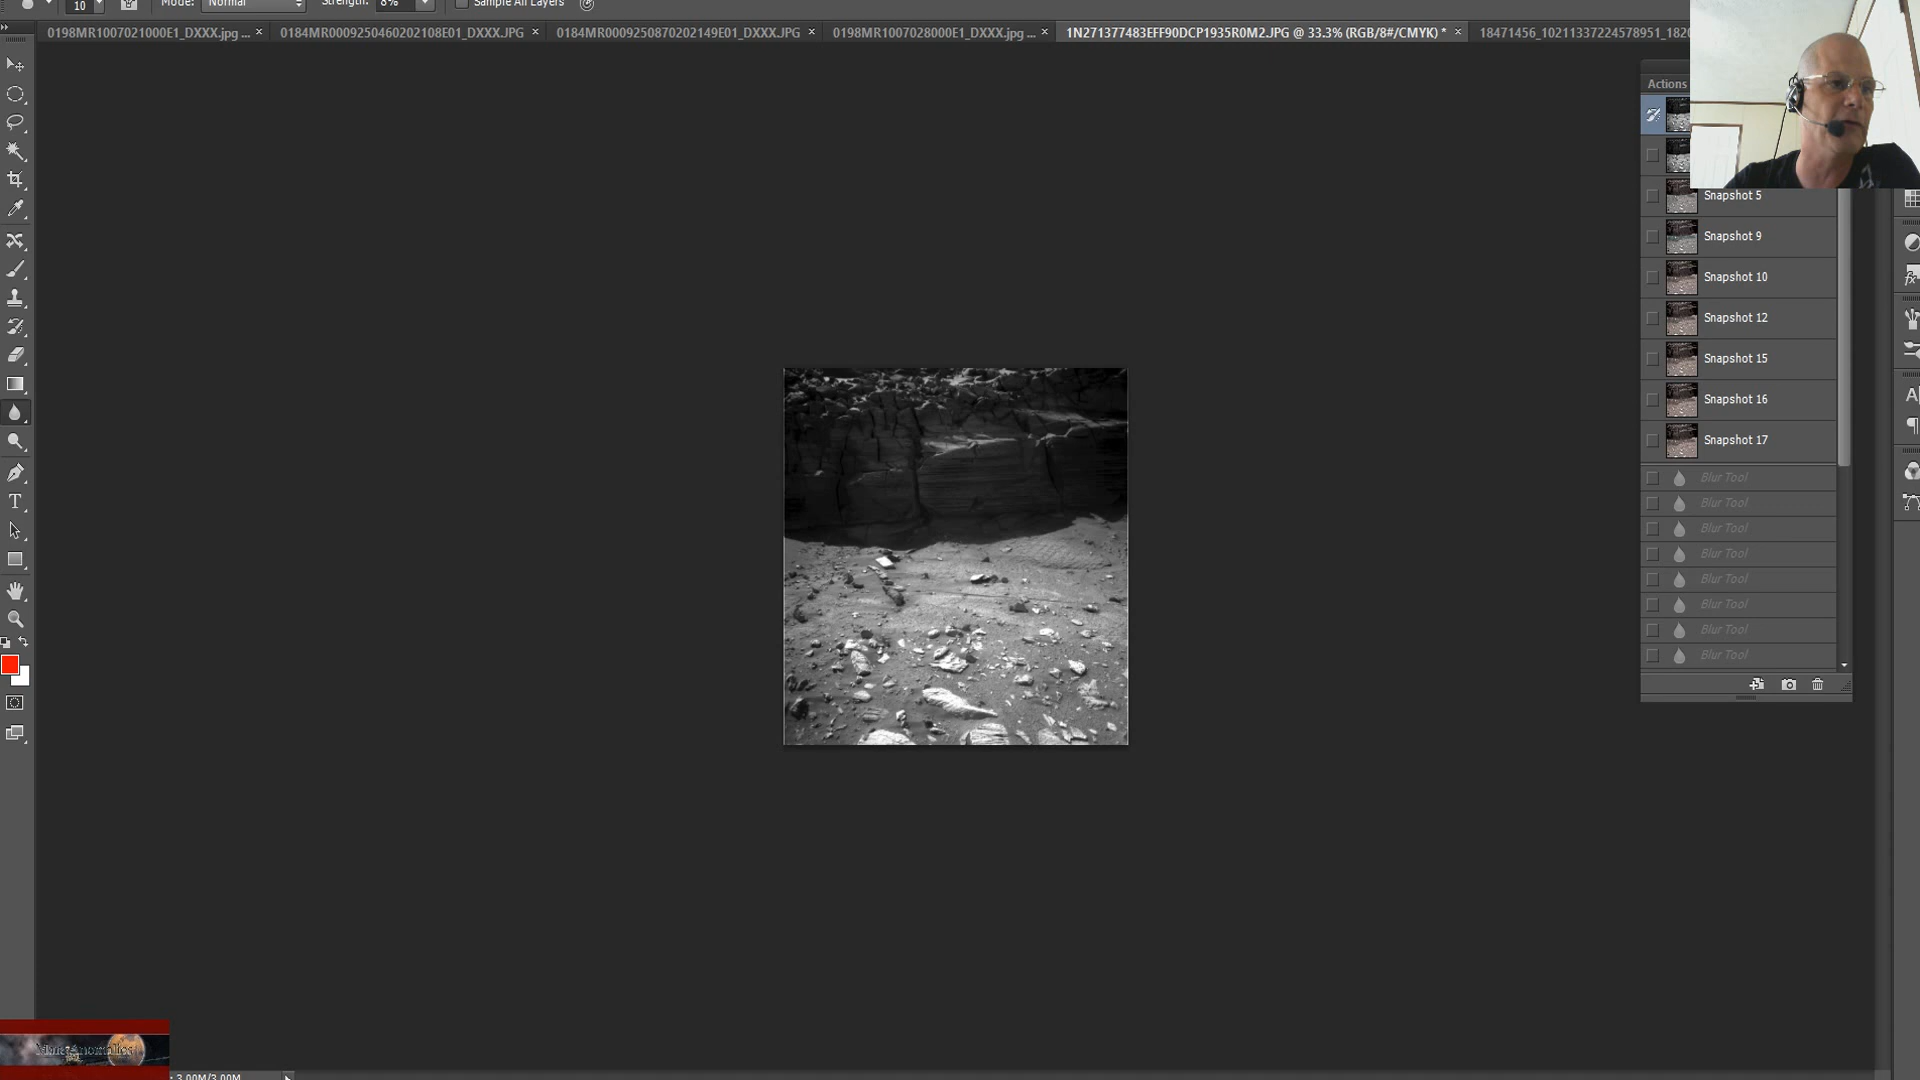 10 Mode: Normal Strength: 8% Sample All Layers
0198MR1007021000E1_DXXX.jpg ... × 0184MR0009250460202108E01_DXXX.JPG × 0184MR0009250870202149E01_DXXX.JPG × 0198MR1007028000E1_DXXX.jpg ... × 1N271377483EFF90DCP1935R0M2.JPG @ 33.3% (RGB/8#/CMYK) * × 18471456_10211337224578951_1820
Actions
Snapshot 5
Snapshot 9
Snapshot 10
Snapshot 12
Snapshot 15
Snapshot 16
Snapshot 17
Blur Tool
Blur Tool
Blur Tool
Blur Tool
Blur Tool
Blur Tool
Blur Tool
Blur Tool
Mars Anomalies
: 3.00M/3.00M